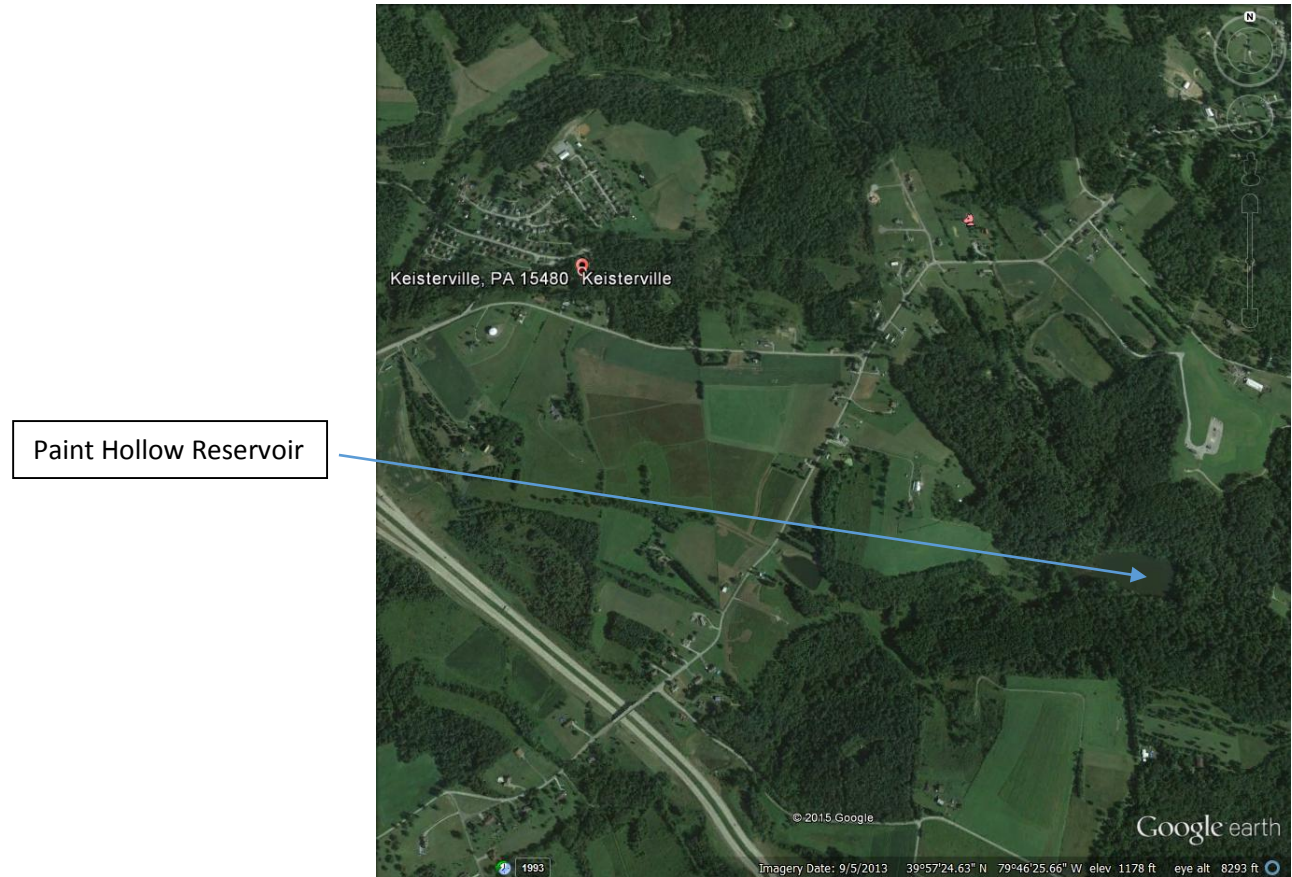 N
Keisterville, PA 15480 Keisterville
Paint Hollow Reservoir
© 2015 Google
Google earth
1993
Imagery Date: 9/5/2013 39°57'24.63" N 79°46'25.66" W elev 1178 ft eye alt 8293 ft